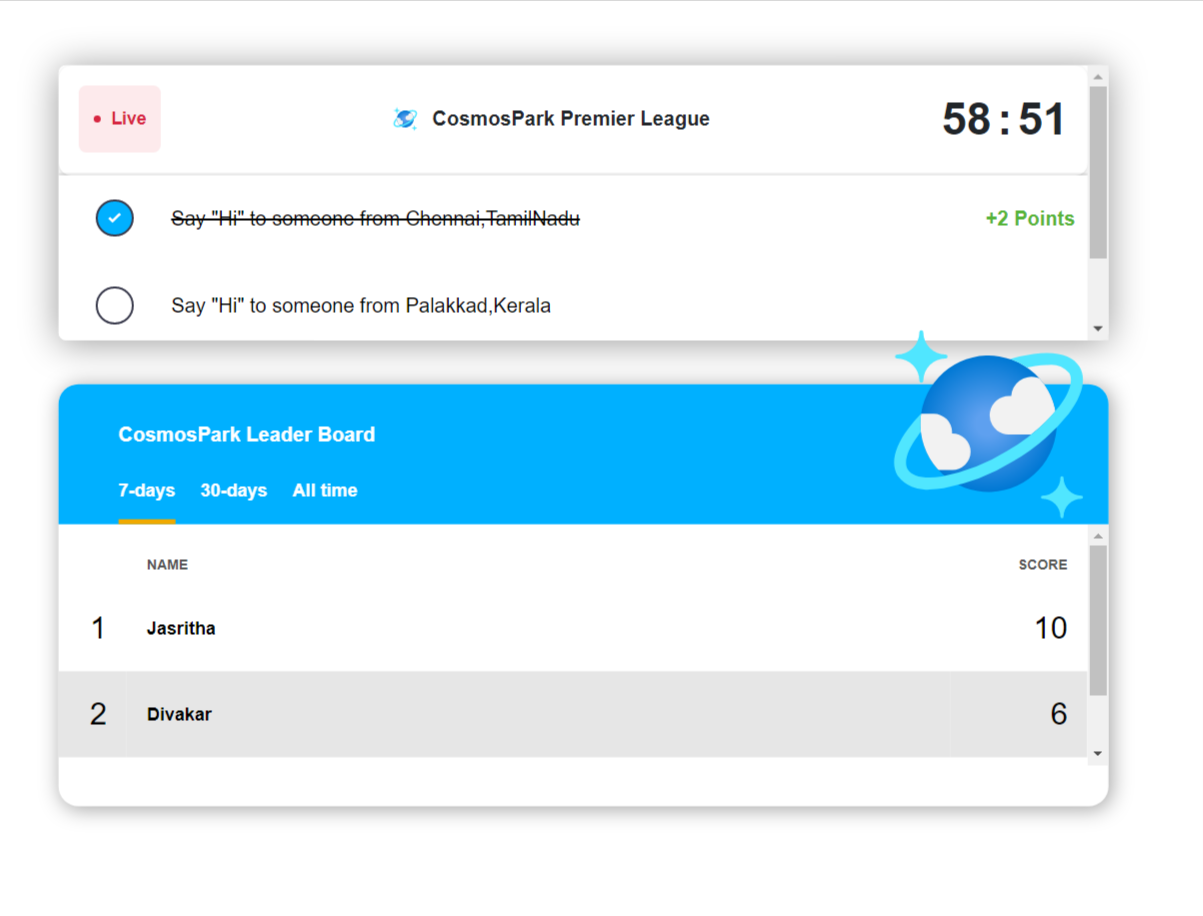 Live
CosmosPark Premier League
58:51
Say "Hi" to someone from Chennai,TamilNadu
+2 Points
Say "Hi" to someone from Palakkad,Kerala
CosmosPark Leader Board
7-days 30-days All time
NAME SCORE
1 Jasritha 10
2 Divakar 6